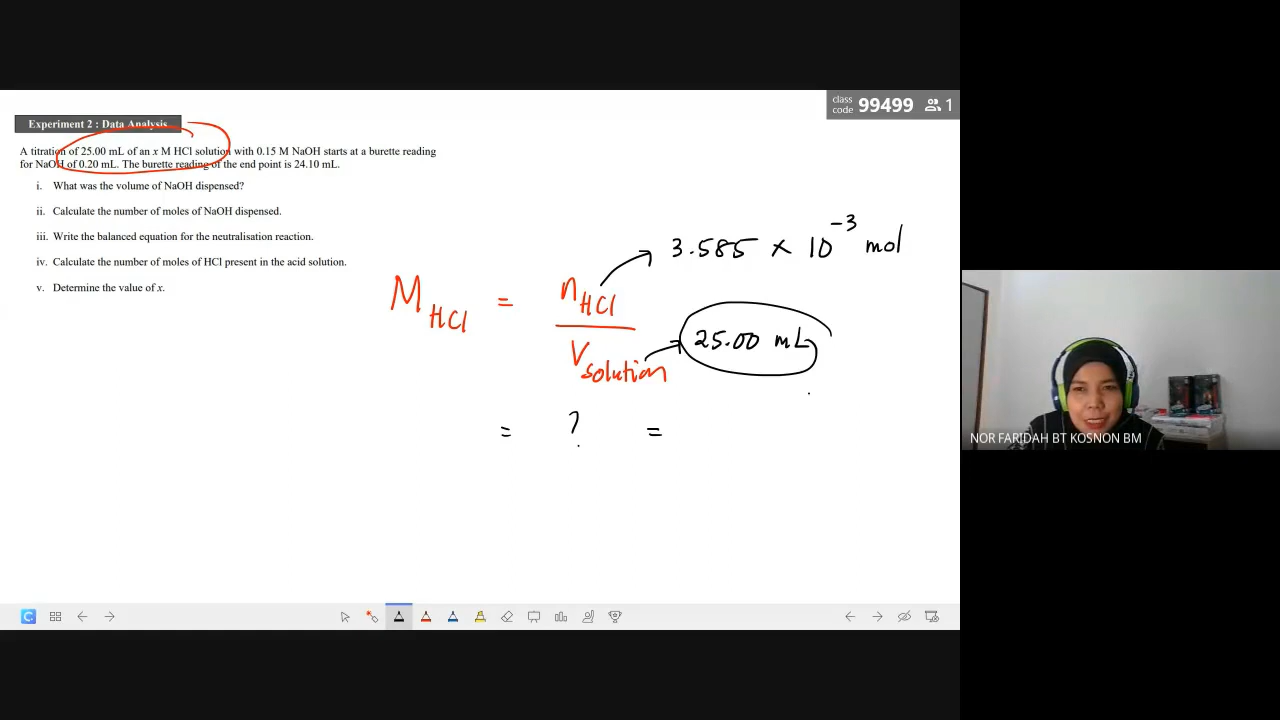 class code 99499 1
Experiment 2 : Data Analysis
A titration of 25.00 mL of an x M HCl solution with 0.15 M NaOH starts at a burette reading
for NaOH of 0.20 mL. The burette reading of the end point is 24.10 mL.
i. What was the volume of NaOH dispensed?
ii. Calculate the number of moles of NaOH dispensed.
iii. Write the balanced equation for the neutralisation reaction.
iv. Calculate the number of moles of HCl present in the acid solution.
v. Determine the value of x.
3.585 × 10⁻³ mol
M HCl = n HCl
V solution
25.00 mL
= ? =
NOR FARIDAH BT KOSNON BM